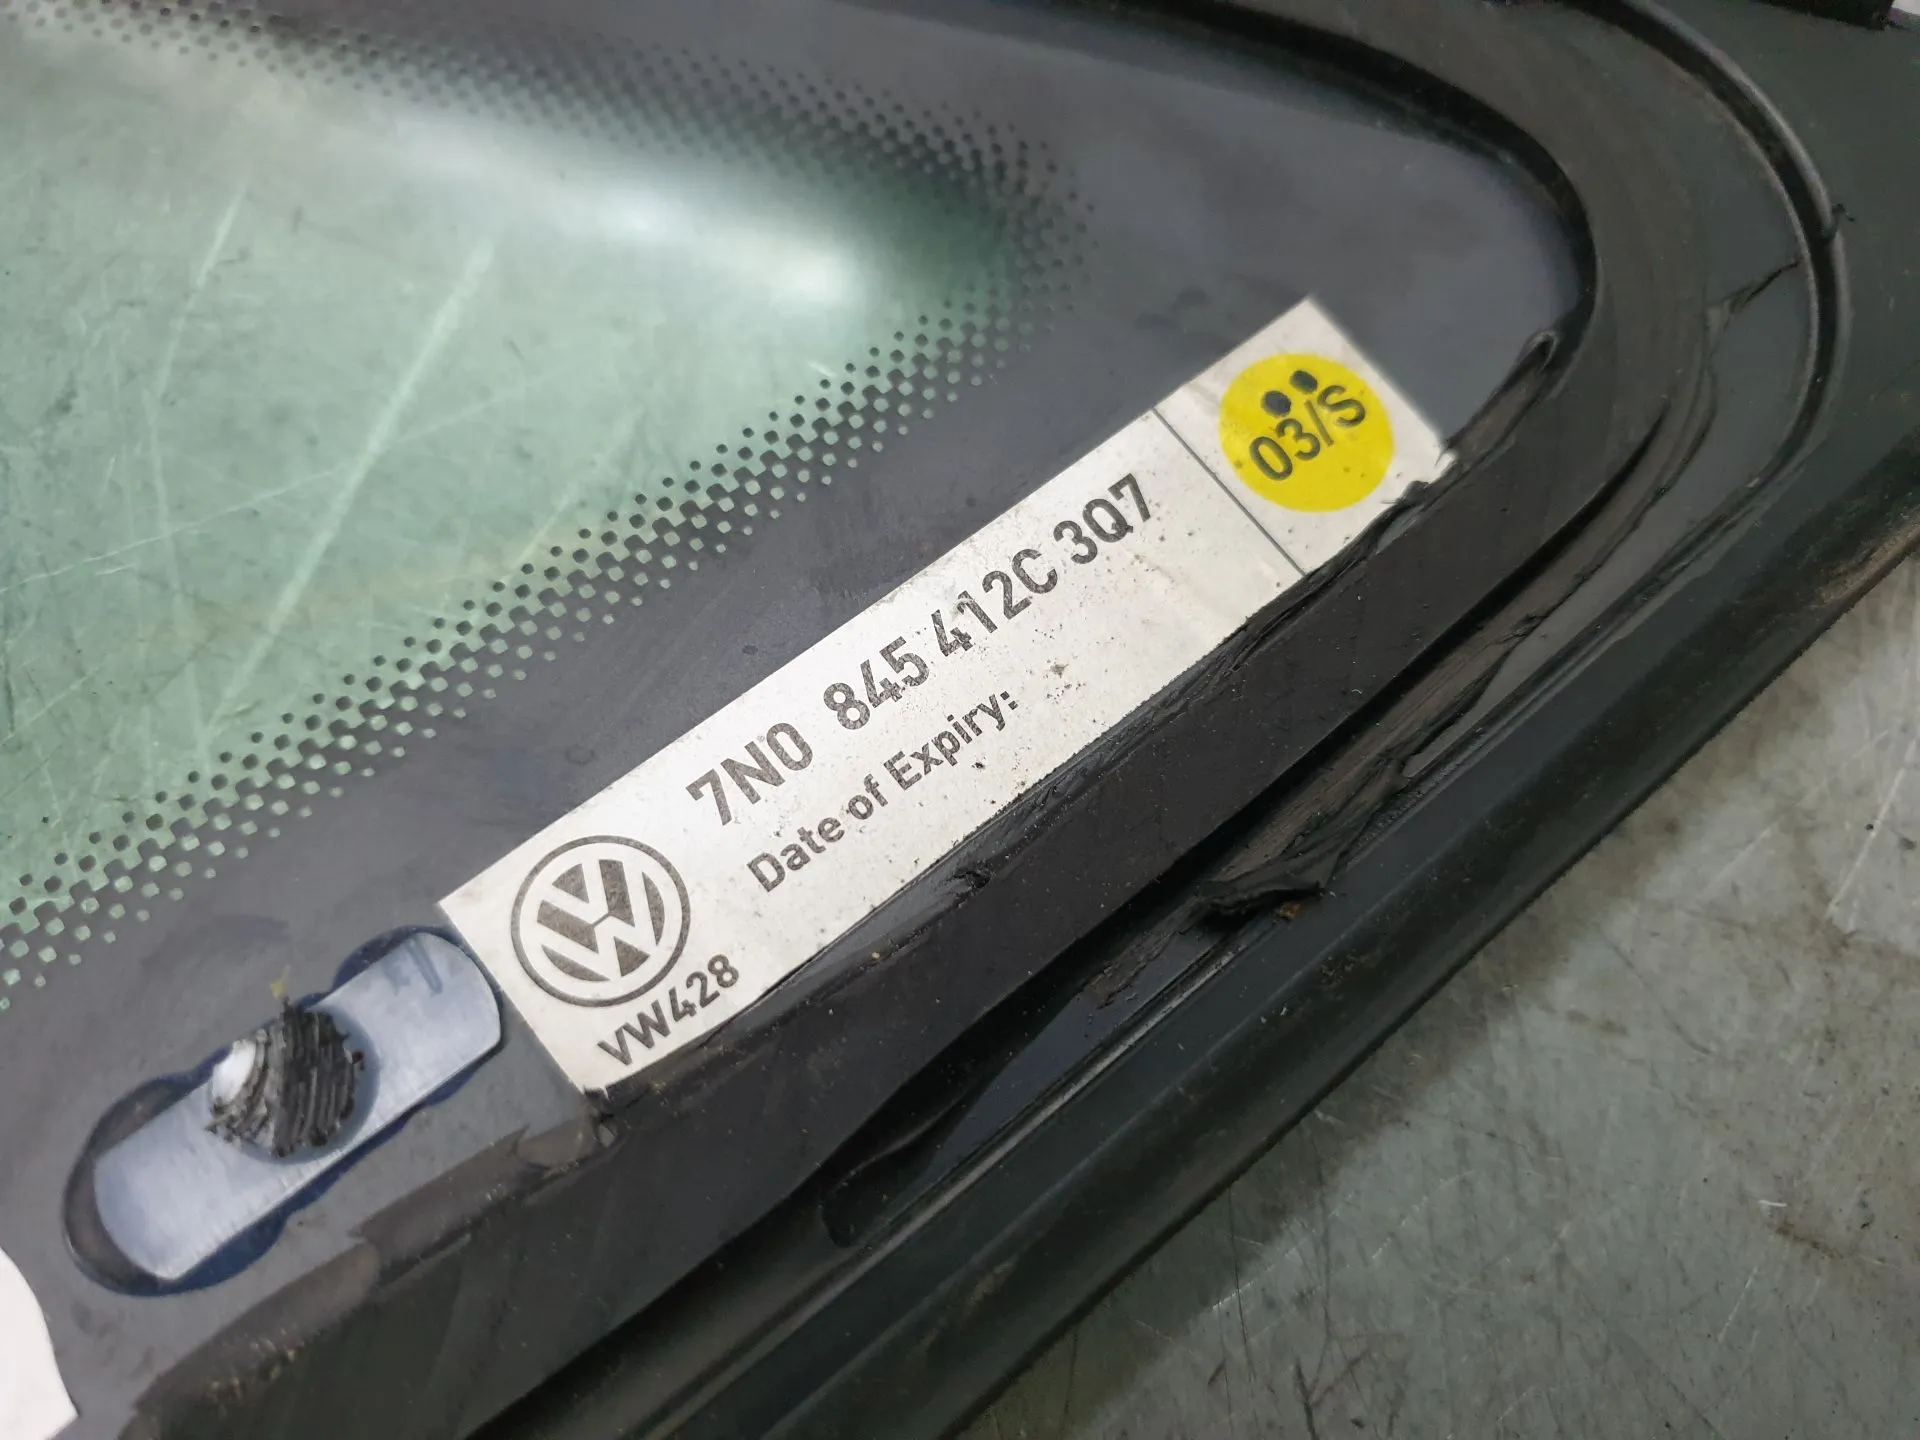 03/S
7N0 845 412C 3Q7
Date of Expiry:
VW428